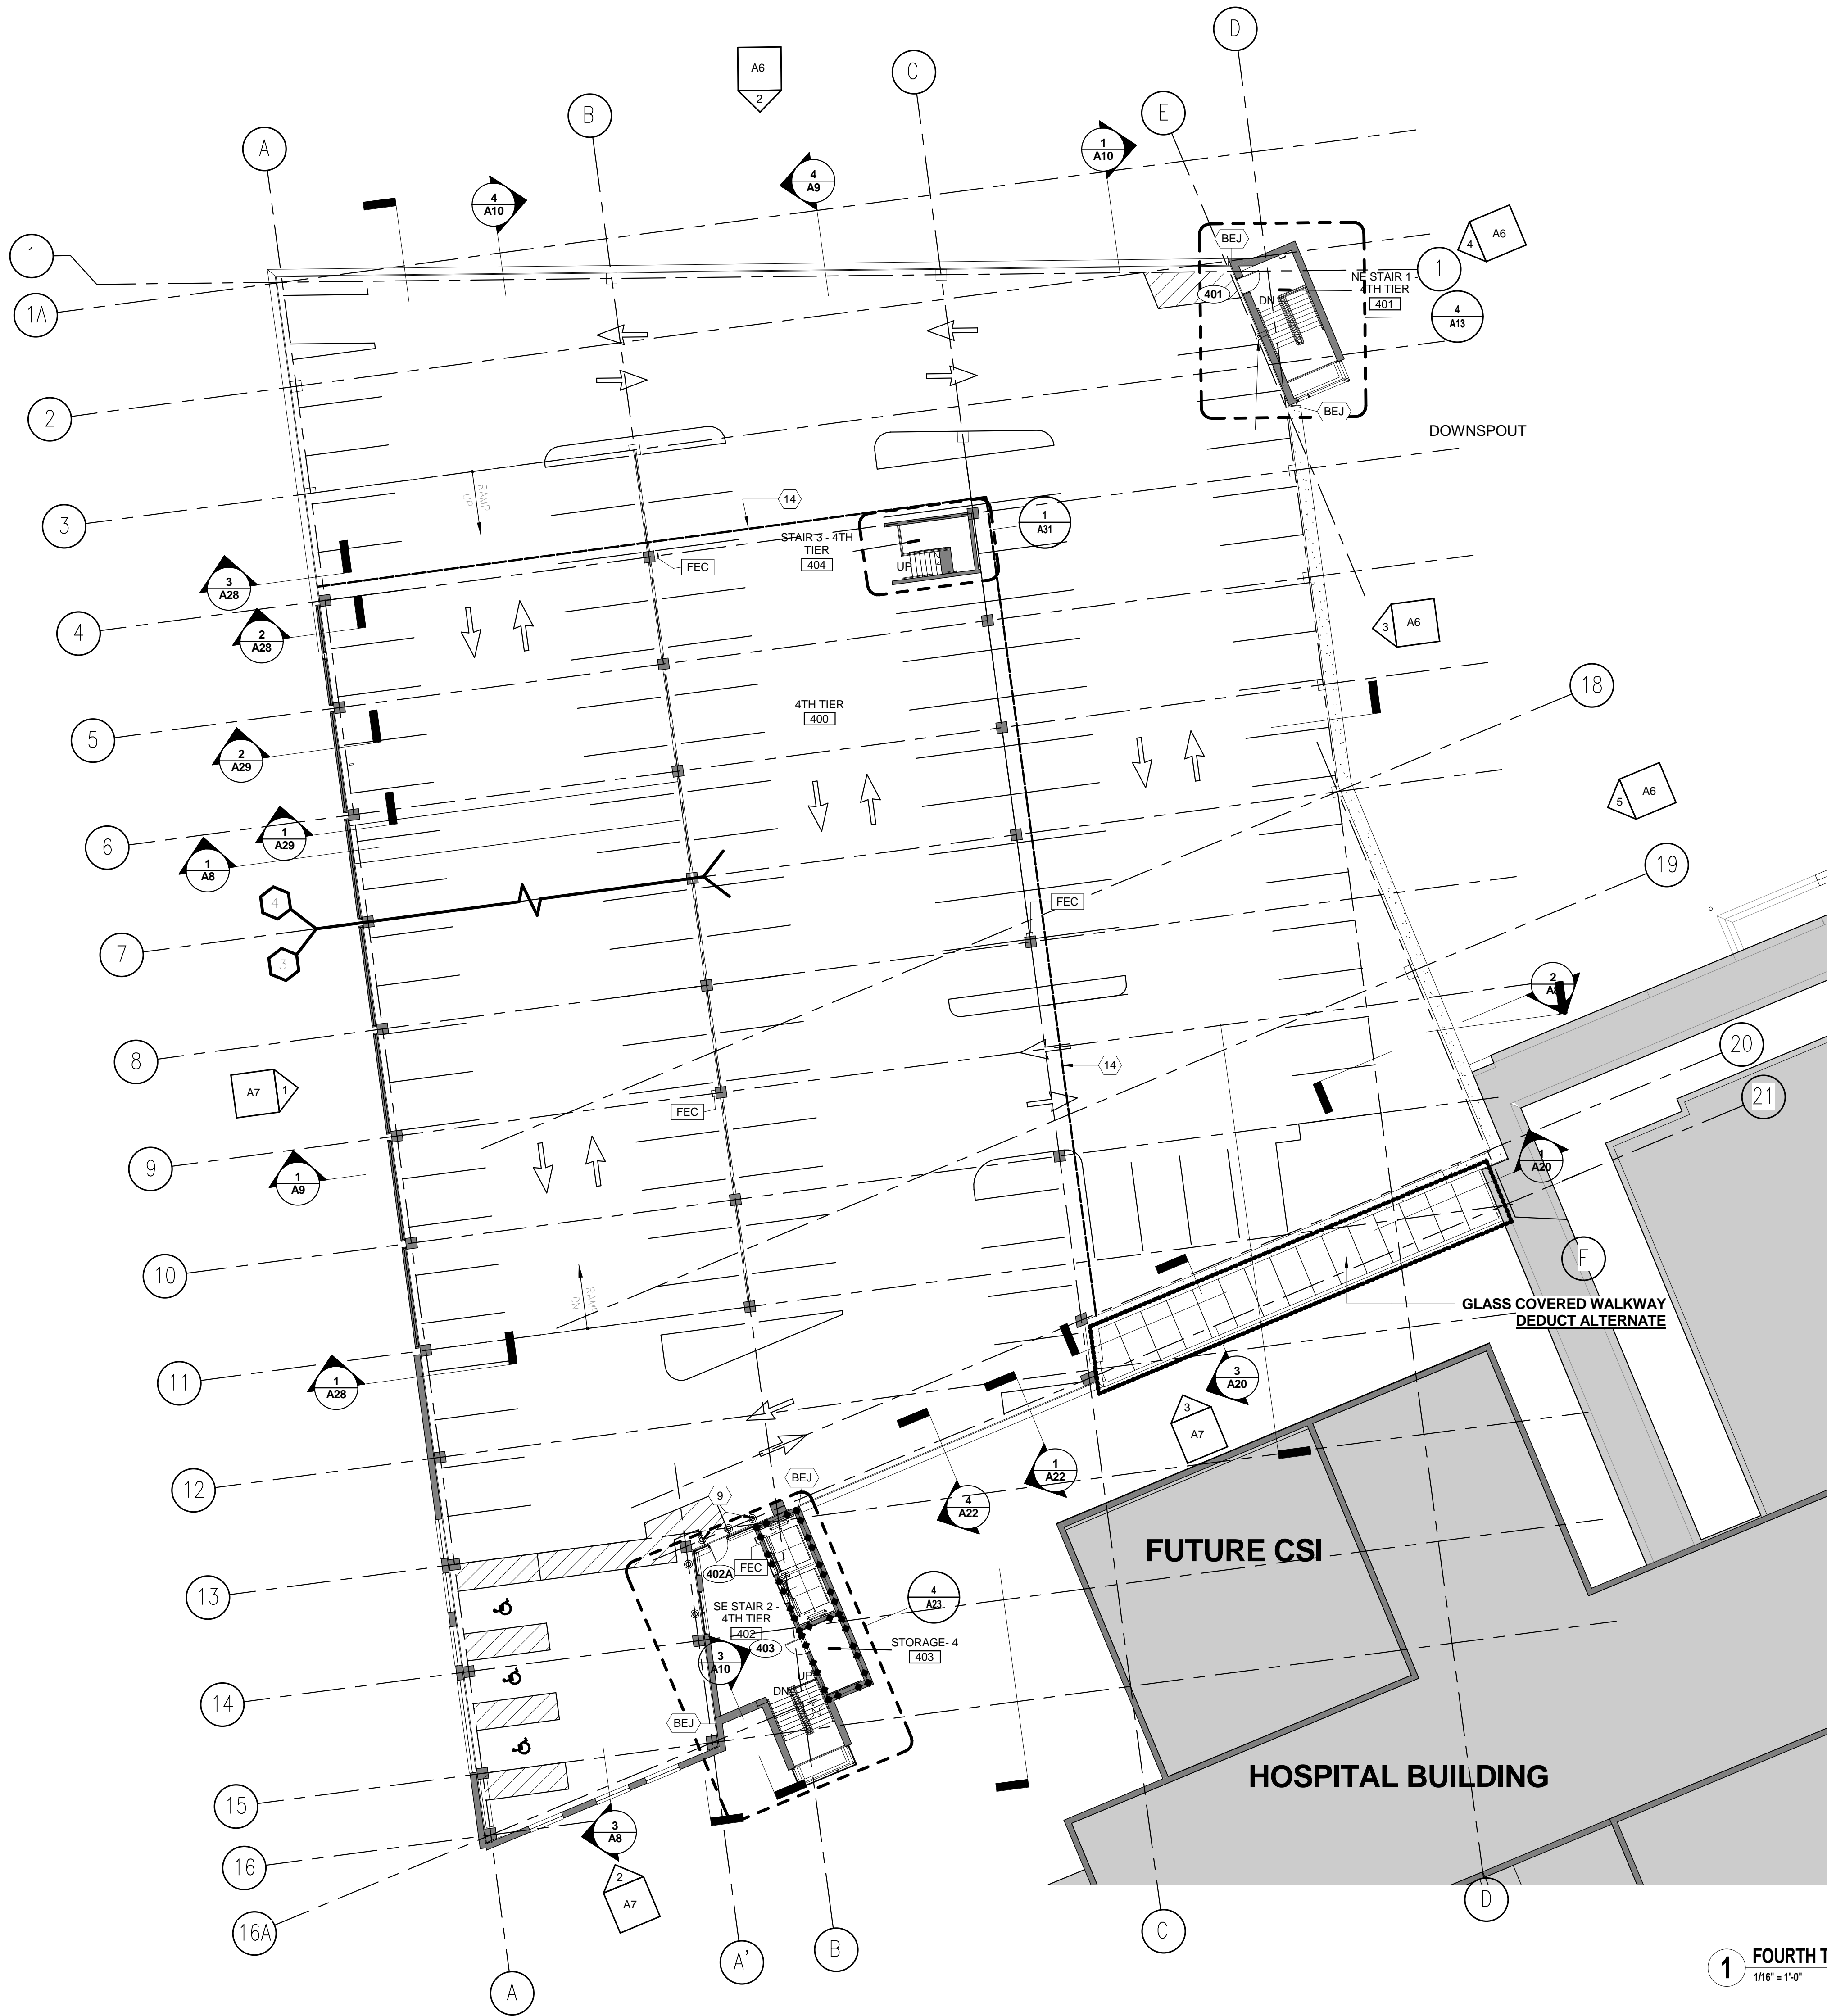 D
A6
2
C
B
E
A
1
A10
4
A9
4
A10
4
A6
1
BEJ
1
NE STAIR 1 -
4TH TIER
401
401
DN
1A
4
A13
2
BEJ
DOWNSPOUT
3
RAMP
UP
14
1
A31
STAIR 3 - 4TH
TIER
404
UP
FEC
3
A28
4
2
A28
3
A6
18
4TH TIER
400
5
2
A29
5
A6
6
1
A29
1
A8
19
4
FEC
7
3
2
A8
20
8
14
A7
1
21
FEC
9
1
A9
1
A20
F
10
RAMP
DN
GLASS COVERED WALKWAY
DEDUCT ALTERNATE
11
1
A28
3
A20
3
A7
12
BEJ
1
A22
9
4
A22
FUTURE CSI
13
402A
FEC
4
A23
SE STAIR 2 -
4TH TIER
402
403
STORAGE- 4
403
3
A10
UP
14
DN
BEJ
HOSPITAL BUILDING
15
3
A8
16
2
A7
D
16A
C
B
A'
A
1
FOURTH T
1/16" = 1'-0"